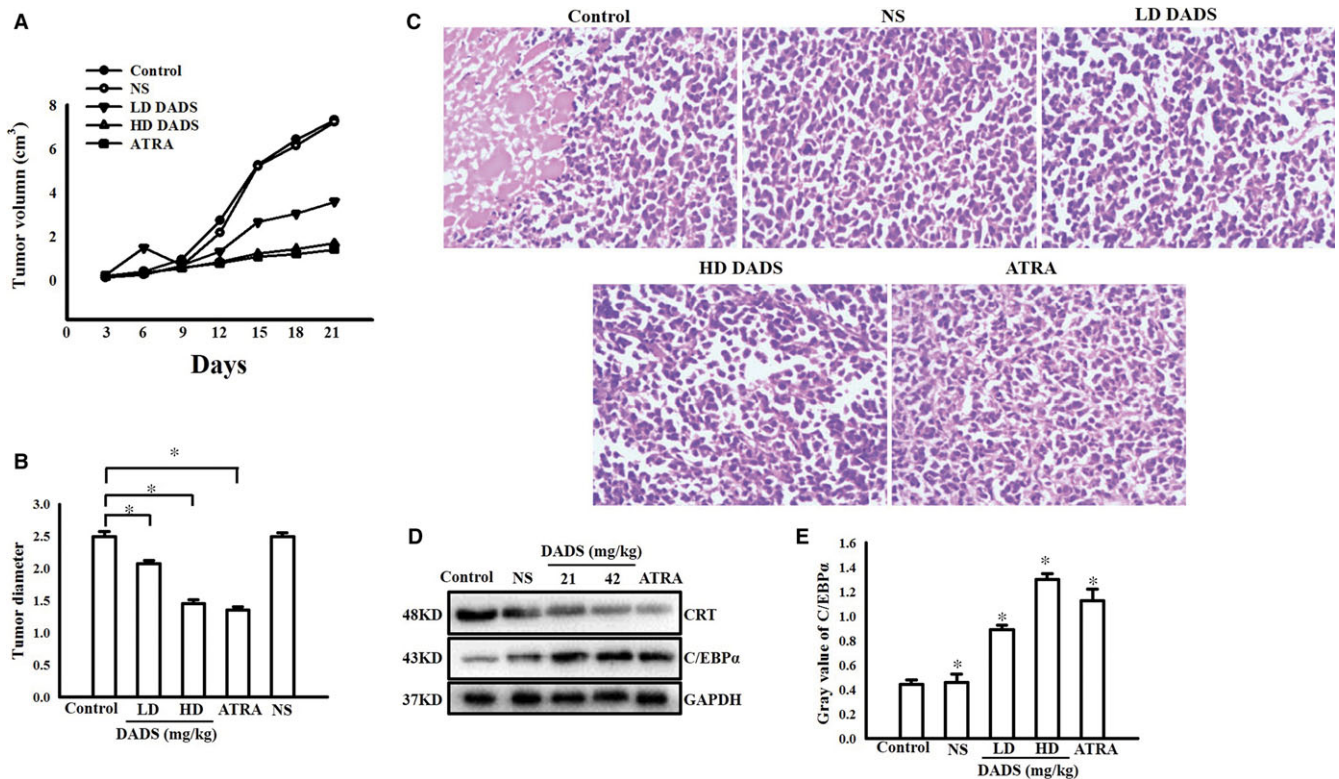 A
Control
NS
LD DADS
HD DADS
ATRA
Tumor volumn (cm³)
8
6
4
2
0
0 3 6 9 12 15 18 21
Days
B
* 
*
*
Tumor diameter
3.0
2.5
2.0
1.5
1.0
0.5
0.0
Control LD HD ATRA NS
DADS (mg/kg)
C
Control NS LD DADS
HD DADS ATRA
D
DADS (mg/kg)
Control NS 21 42 ATRA
48KD CRT
43KD C/EBPα
37KD GAPDH
E
Gray value of C/EBPα
1.6
1.4
1.2
1.0
0.8
0.6
0.4
0.2
0.0
*
*
*
*
Control NS LD HD ATRA
DADS (mg/kg)